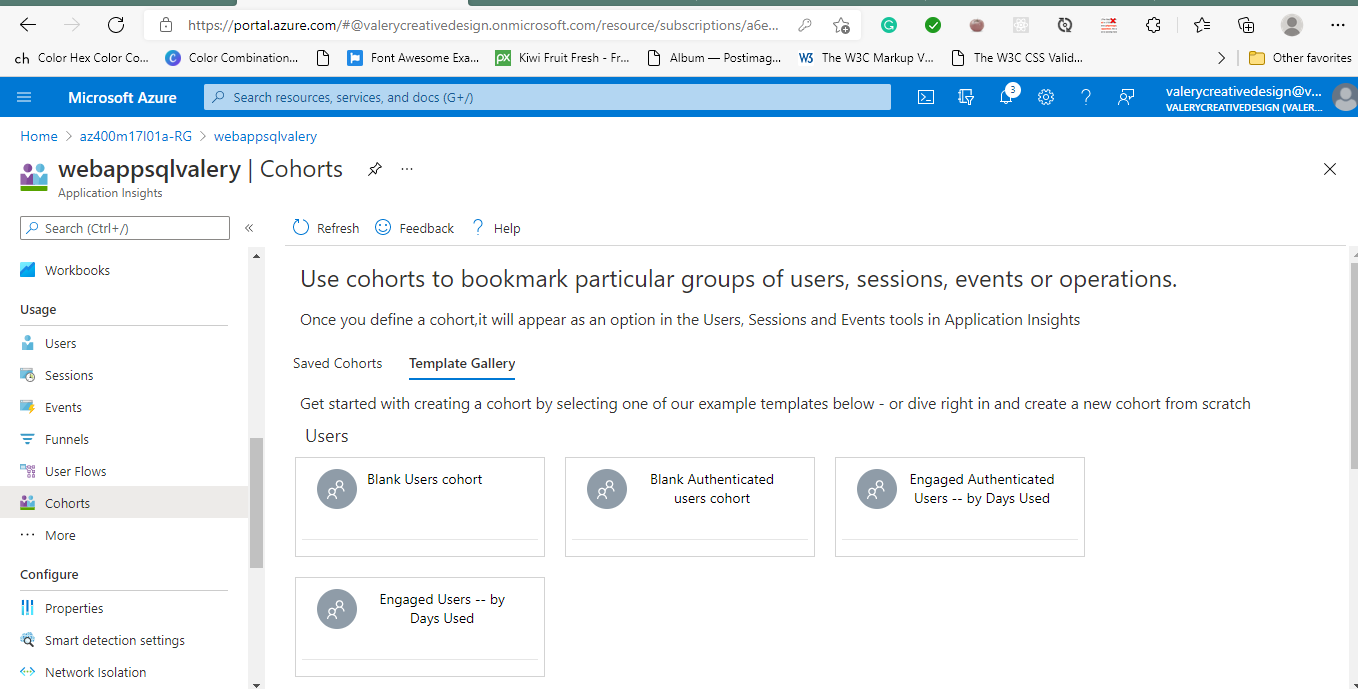 https://portal.azure.com/#@valerycreativedesign.onmicrosoft.com/resource/subscriptions/a6e...
ch Color Hex Color Co... Color Combination... Font Awesome Exa... Kiwi Fruit Fresh - Fr... Album — Postimag... The W3C Markup V... The W3C CSS Valid... Other favorites
Microsoft Azure
Search resources, services, and docs (G+/)
3
valerycreativedesign@v...
VALERYCREATIVEDESIGN (VALER...
Home > az400m17l01a-RG > webappsqlvalery
webappsqlvalery | Cohorts
Application Insights
Search (Ctrl+/)
«
Refresh Feedback ? Help
Workbooks
Usage
Users
Sessions
Events
Funnels
User Flows
Cohorts
More
Configure
Properties
Smart detection settings
Network Isolation
Use cohorts to bookmark particular groups of users, sessions, events or operations.
Once you define a cohort,it will appear as an option in the Users, Sessions and Events tools in Application Insights
Saved Cohorts Template Gallery
Get started with creating a cohort by selecting one of our example templates below - or dive right in and create a new cohort from scratch
Users
Blank Users cohort
Blank Authenticated
users cohort
Engaged Authenticated
Users -- by Days Used
Engaged Users -- by
Days Used